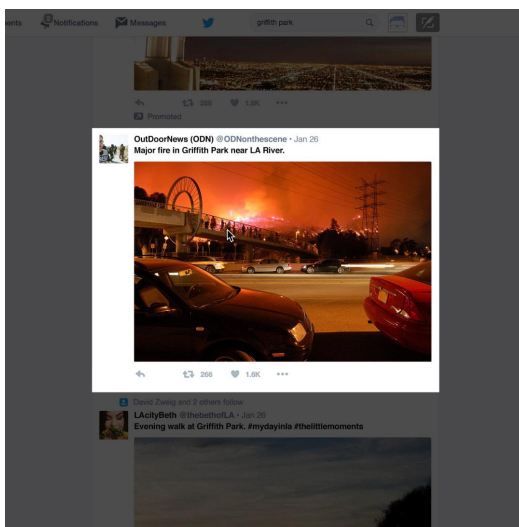 ents
Notifications
Messages
griffith park
1.8K
Promoted
OutDoorNews (ODN) @ODNonthescene · Jan 26
Major fire in Griffith Park near LA River.
266
1.6K
David Zweig and 2 others follow
LAcityBeth @thebethofLA · Jan 26
Evening walk at Griffith Park. #mydayinla #thelittlemoments